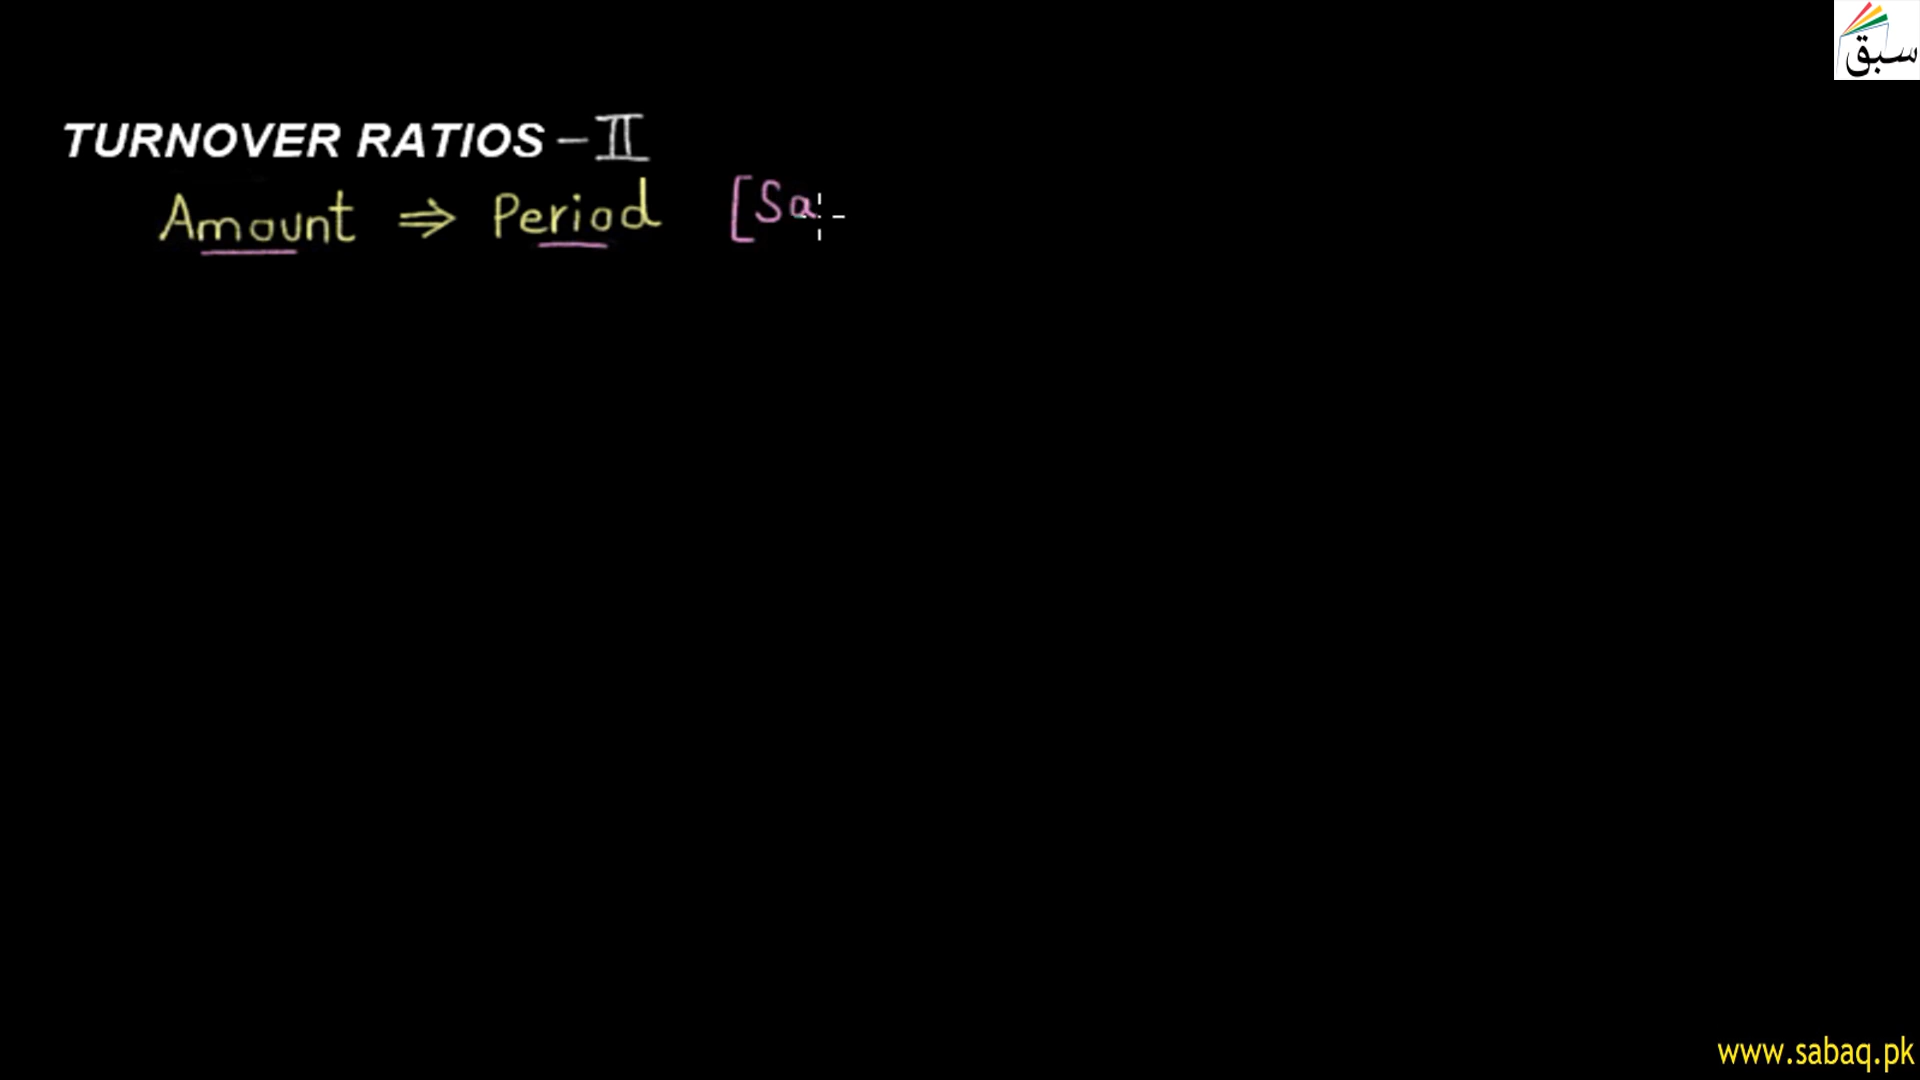 سبق
TURNOVER RATIOS – II
Amount ⇒ Period [Sa
www.sabaq.pk